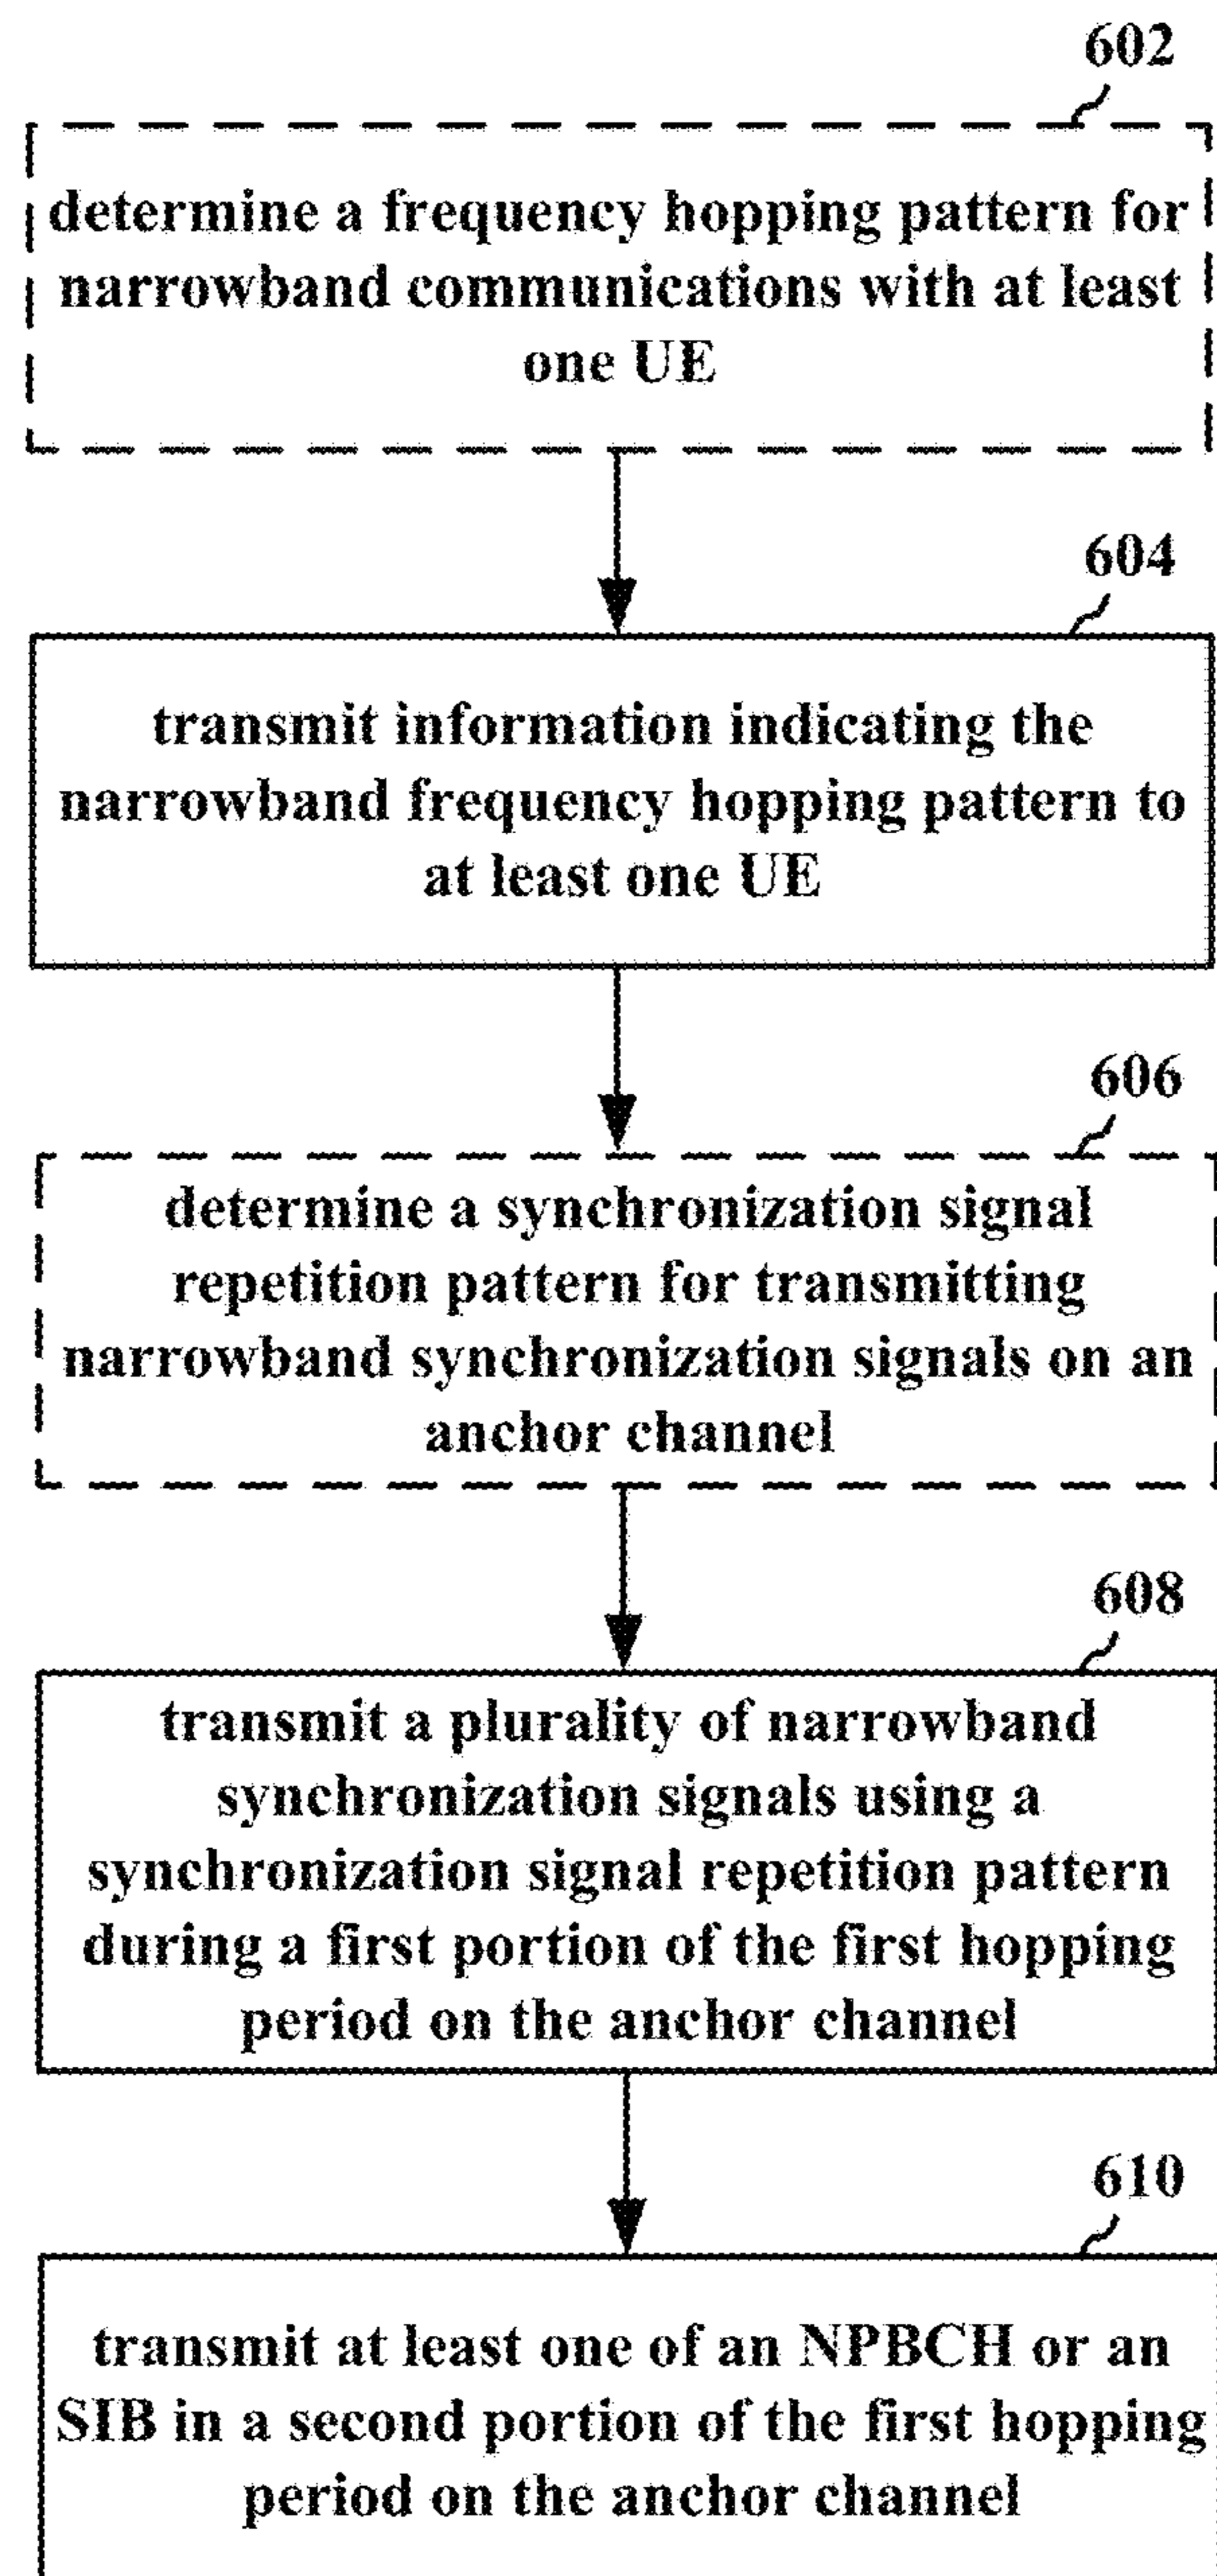 602
determine a frequency hopping pattern for
narrowband communications with at least
one UE
604
transmit information indicating the
narrowband frequency hopping pattern to
at least one UE
606
determine a synchronization signal
repetition pattern for transmitting
narrowband synchronization signals on an
anchor channel
608
transmit a plurality of narrowband
synchronization signals using a
synchronization signal repetition pattern
during a first portion of the first hopping
period on the anchor channel
610
transmit at least one of an NPBCH or an
SIB in a second portion of the first hopping
period on the anchor channel